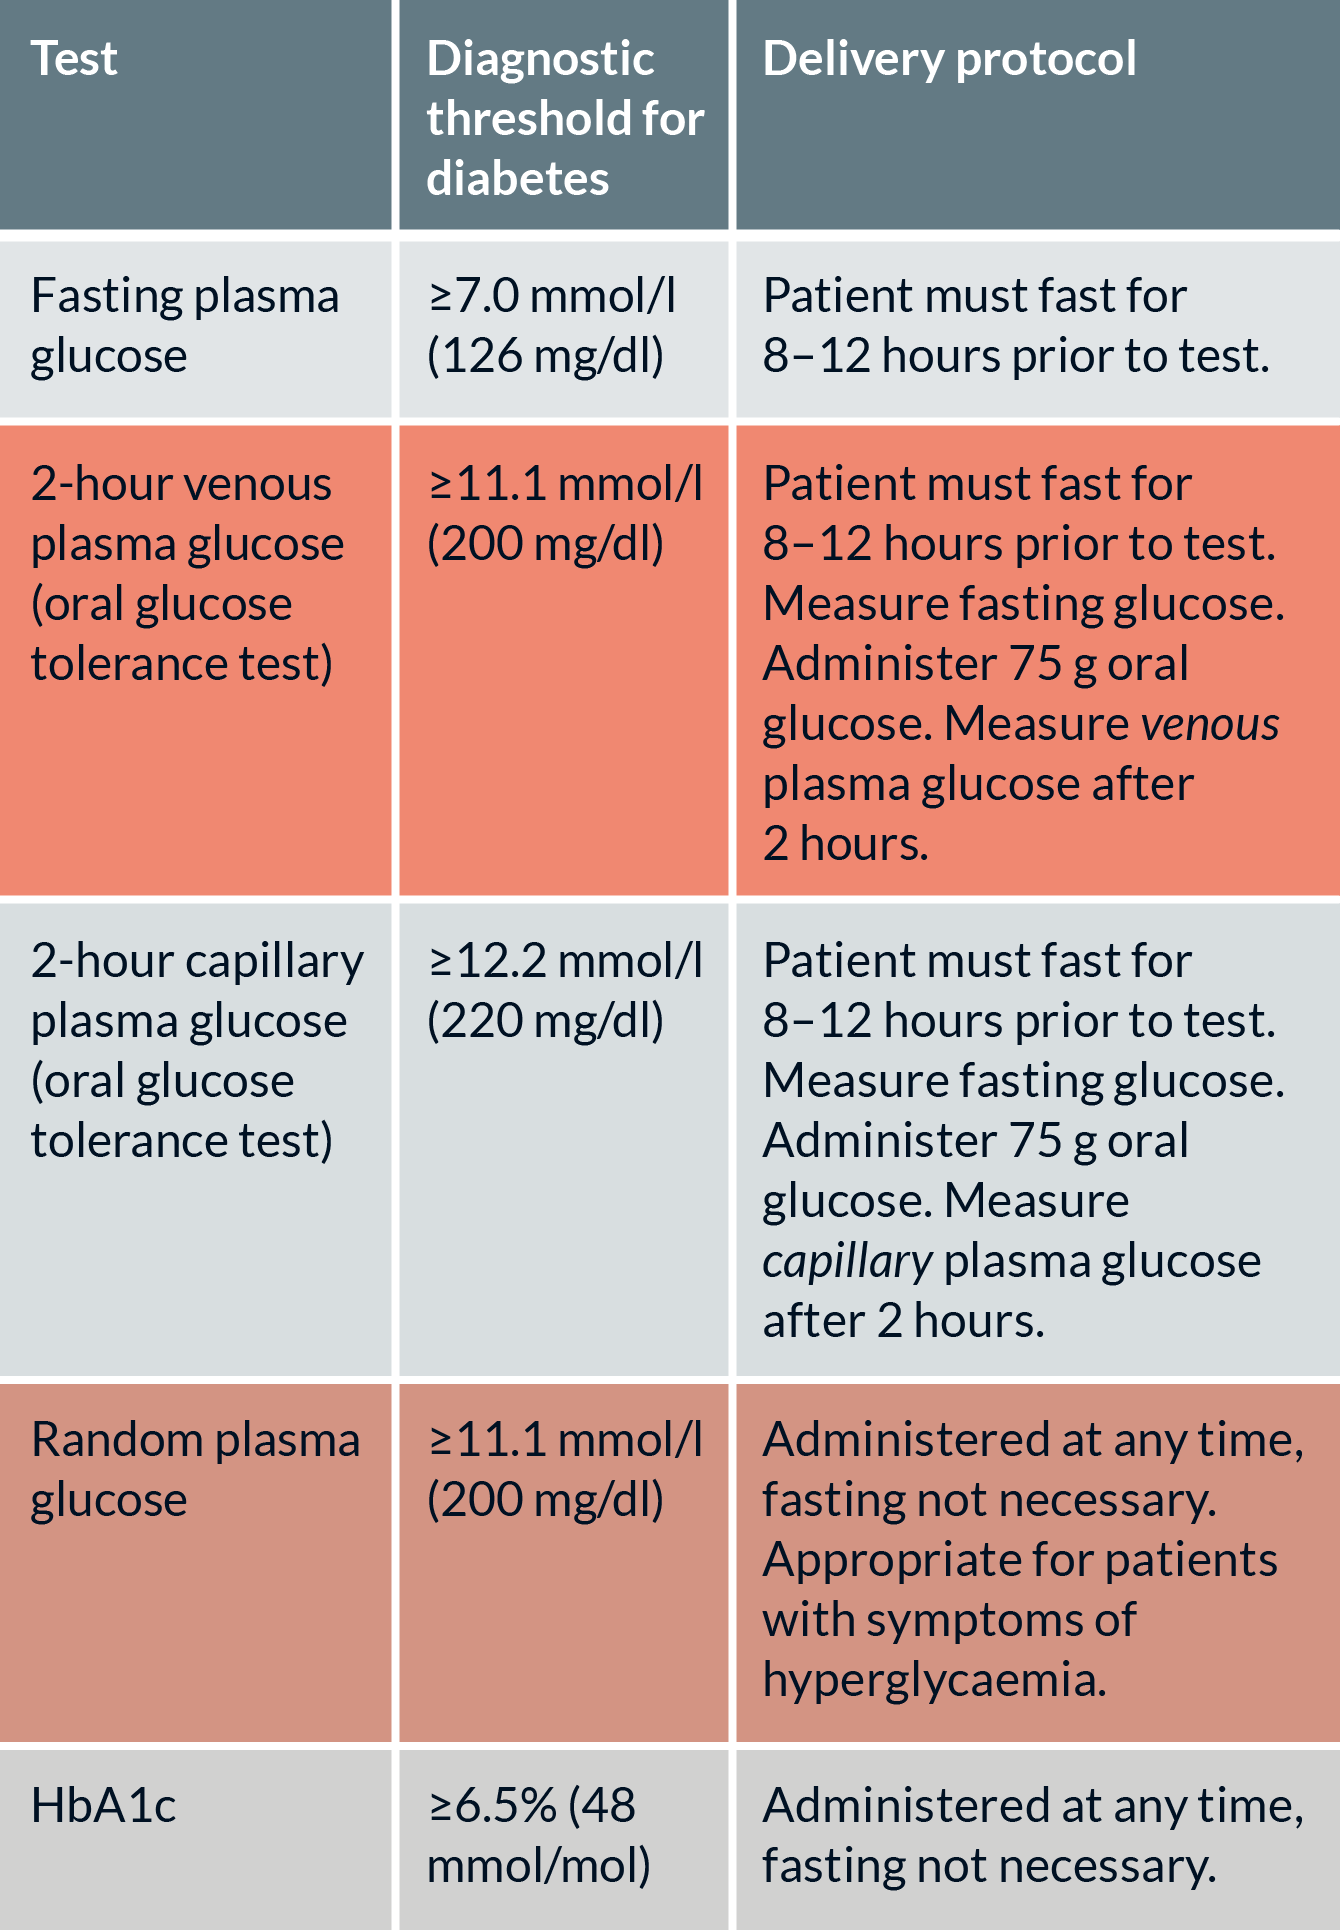 Test
Diagnostic
threshold for
diabetes
Delivery protocol
Fasting plasma
glucose
≥7.0 mmol/l
(126 mg/dl)
Patient must fast for
8–12 hours prior to test.
2-hour venous
plasma glucose
(oral glucose
tolerance test)
≥11.1 mmol/l
(200 mg/dl)
Patient must fast for
8–12 hours prior to test.
Measure fasting glucose.
Administer 75 g oral
glucose. Measure venous
plasma glucose after
2 hours.
2-hour capillary
plasma glucose
(oral glucose
tolerance test)
≥12.2 mmol/l
(220 mg/dl)
Patient must fast for
8–12 hours prior to test.
Measure fasting glucose.
Administer 75 g oral
glucose. Measure
capillary plasma glucose
after 2 hours.
Random plasma
glucose
≥11.1 mmol/l
(200 mg/dl)
Administered at any time,
fasting not necessary.
Appropriate for patients
with symptoms of
hyperglycaemia.
HbA1c
≥6.5% (48
mmol/mol)
Administered at any time,
fasting not necessary.